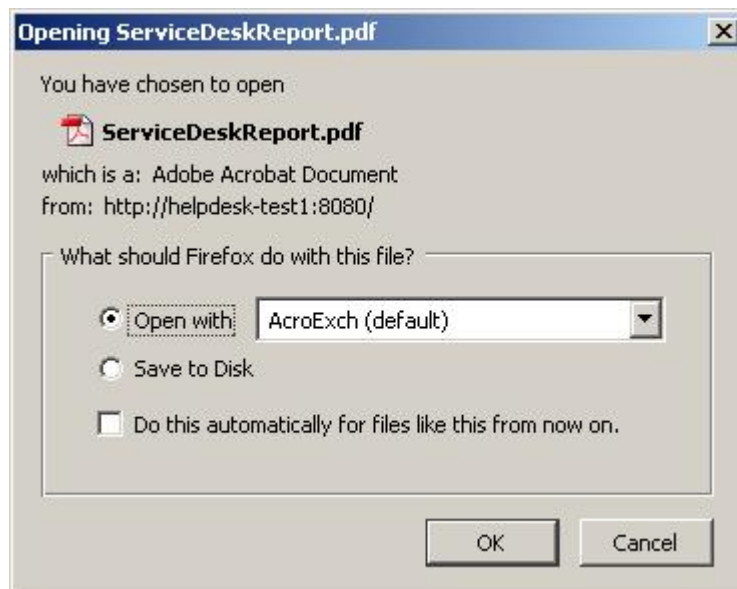 Opening ServiceDeskReport.pdf
You have chosen to open
ServiceDeskReport.pdf
which is a: Adobe Acrobat Document
from: http://helpdesk-test1:8080/
What should Firefox do with this file?
Open with AcroExch (default)
Save to Disk
Do this automatically for files like this from now on.
OK Cancel